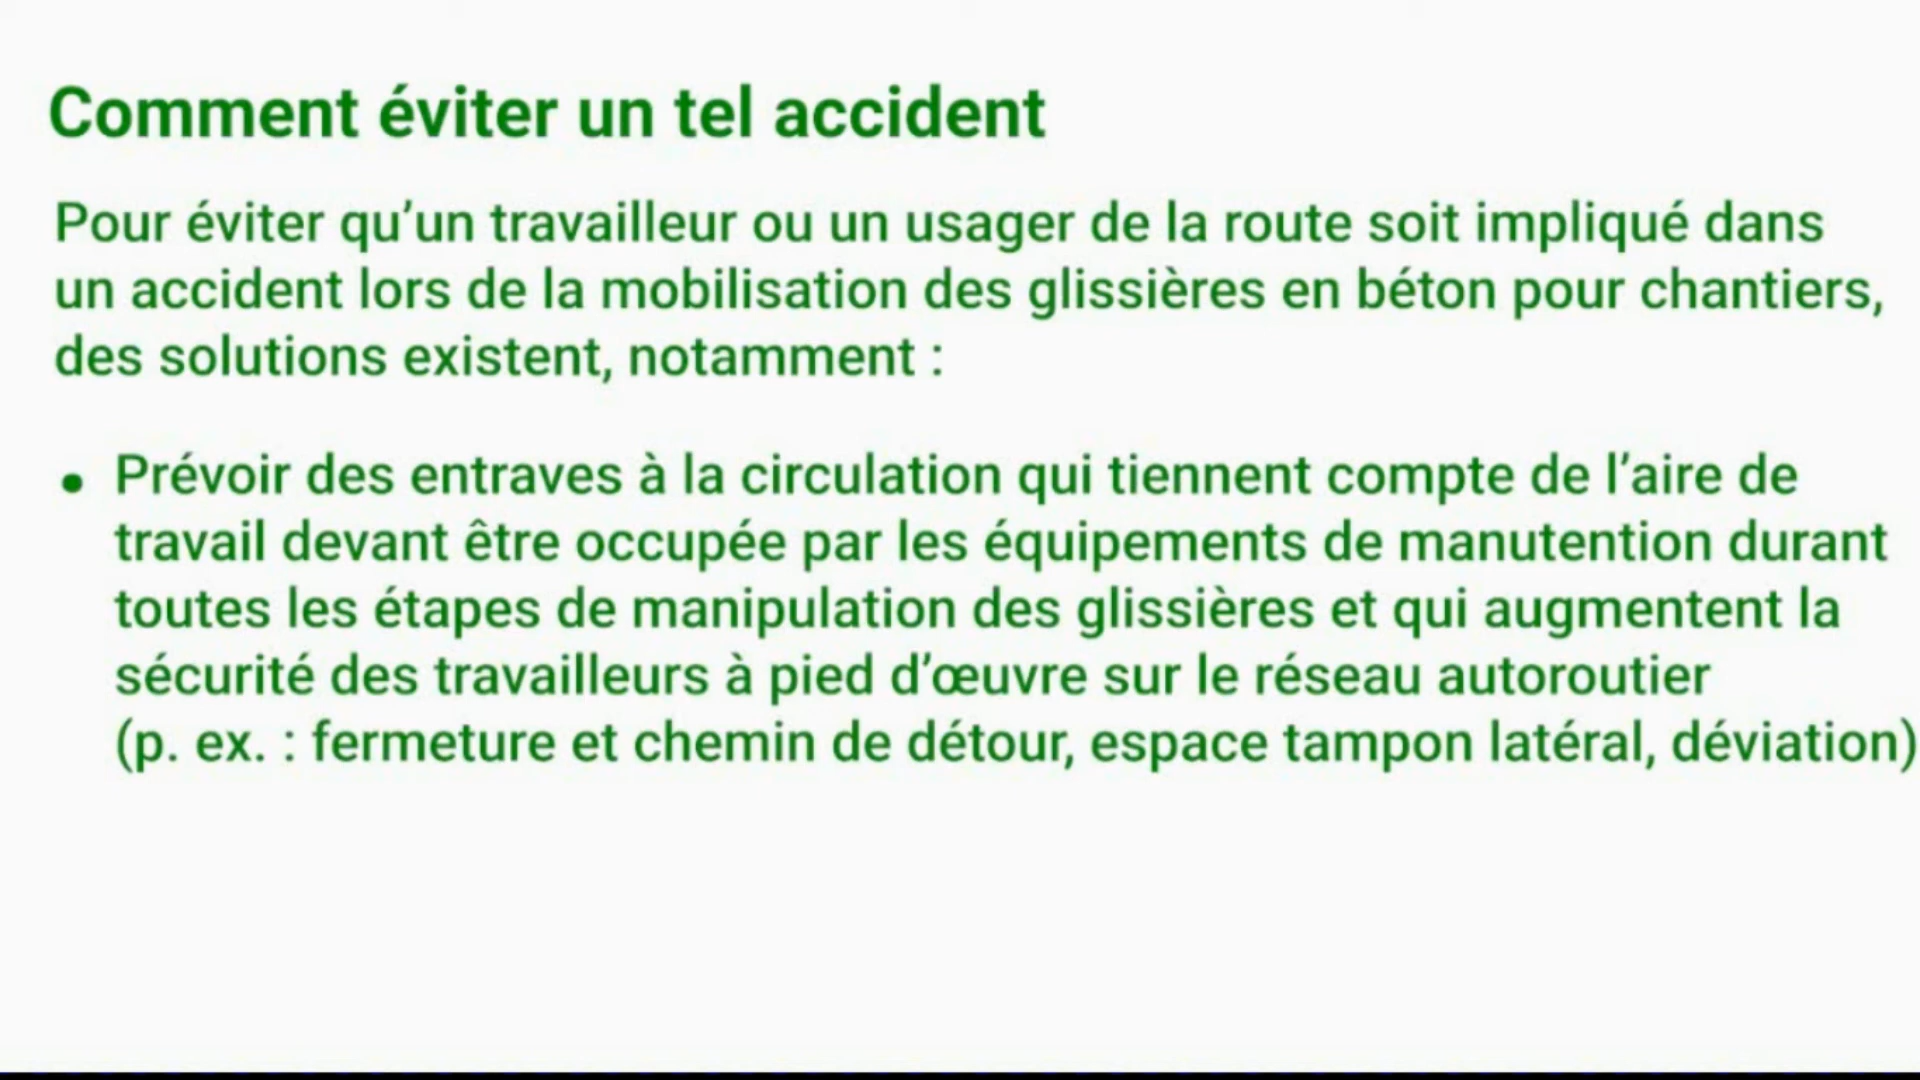 Comment éviter un tel accident
Pour éviter qu’un travailleur ou un usager de la route soit impliqué dans
un accident lors de la mobilisation des glissières en béton pour chantiers,
des solutions existent, notamment :
• Prévoir des entraves à la circulation qui tiennent compte de l’aire de
travail devant être occupée par les équipements de manutention durant
toutes les étapes de manipulation des glissières et qui augmentent la
sécurité des travailleurs à pied d’œuvre sur le réseau autoroutier
(p. ex. : fermeture et chemin de détour, espace tampon latéral, déviation)